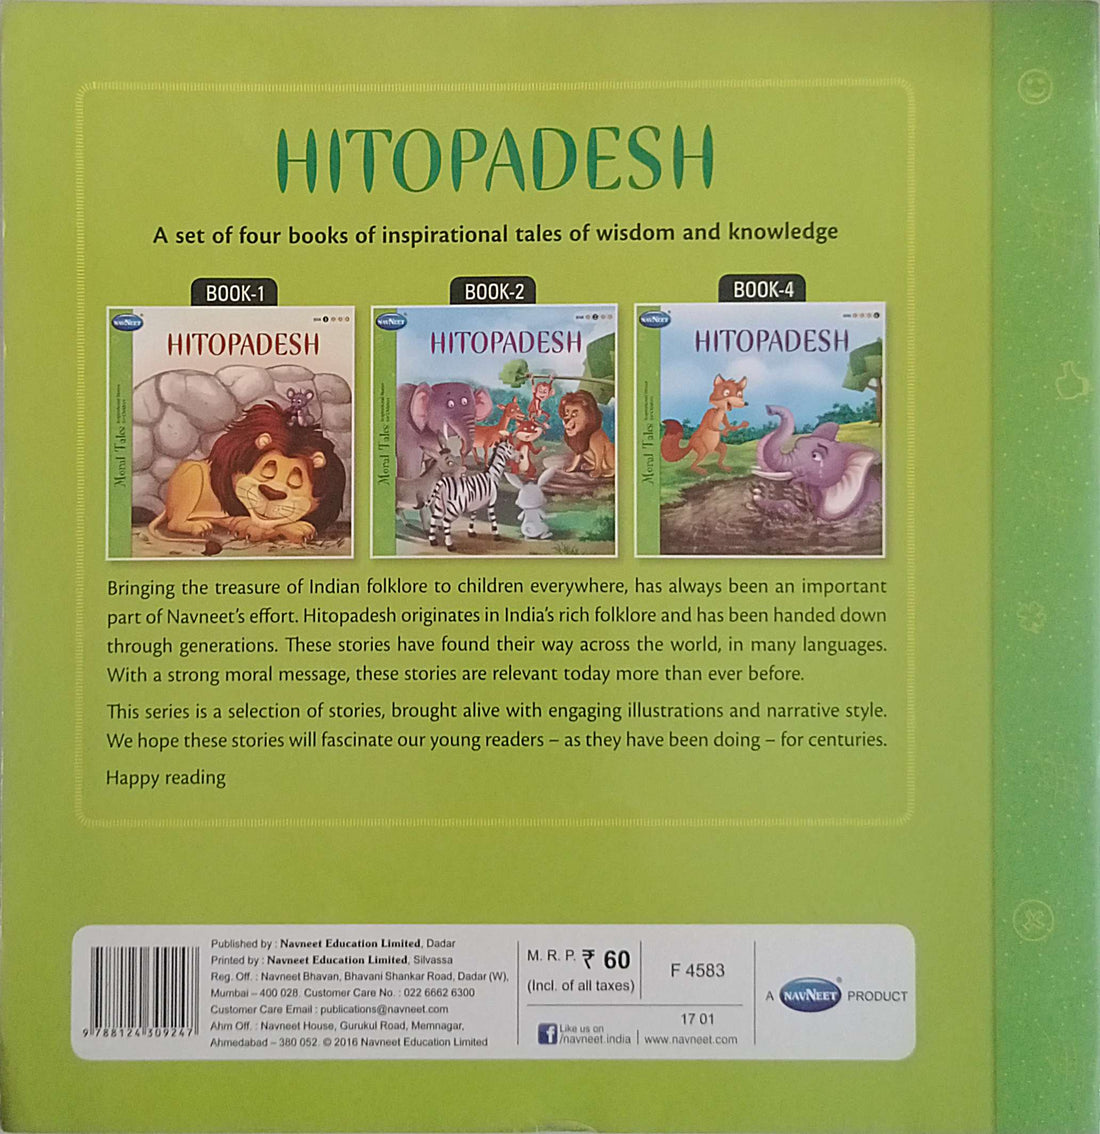 HITOPADESH
A set of four books of inspirational tales of wisdom and knowledge
BOOK-1
BOOK-2
BOOK-4
NAVNEET
HITOPADESH
Moral Tales
NAVNEET
HITOPADESH
Moral Tales
NAVNEET
HITOPADESH
Moral Tales
Bringing the treasure of Indian folklore to children everywhere, has always been an important
part of Navneet's effort. Hitopadesh originates in India's rich folklore and has been handed down
through generations. These stories have found their way across the world, in many languages.
With a strong moral message, these stories are relevant today more than ever before.
This series is a selection of stories, brought alive with engaging illustrations and narrative style.
We hope these stories will fascinate our young readers – as they have been doing – for centuries.
Happy reading
9 788124 309247
Published by : Navneet Education Limited, Dadar
Printed by : Navneet Education Limited, Silvassa
Reg. Off. : Navneet Bhavan, Bhavani Shankar Road, Dadar (W),
Mumbai – 400 028. Customer Care No. : 022 6662 6300
Customer Care Email : publications@navneet.com
Ahm Off. : Navneet House, Gurukul Road, Memnagar,
Ahmedabad – 380 052. © 2016 Navneet Education Limited
M. R. P. ₹ 60
(Incl. of all taxes)
F 4583
17 01
f Like us on
/navneet.india
www.navneet.com
A NAVNEET® PRODUCT